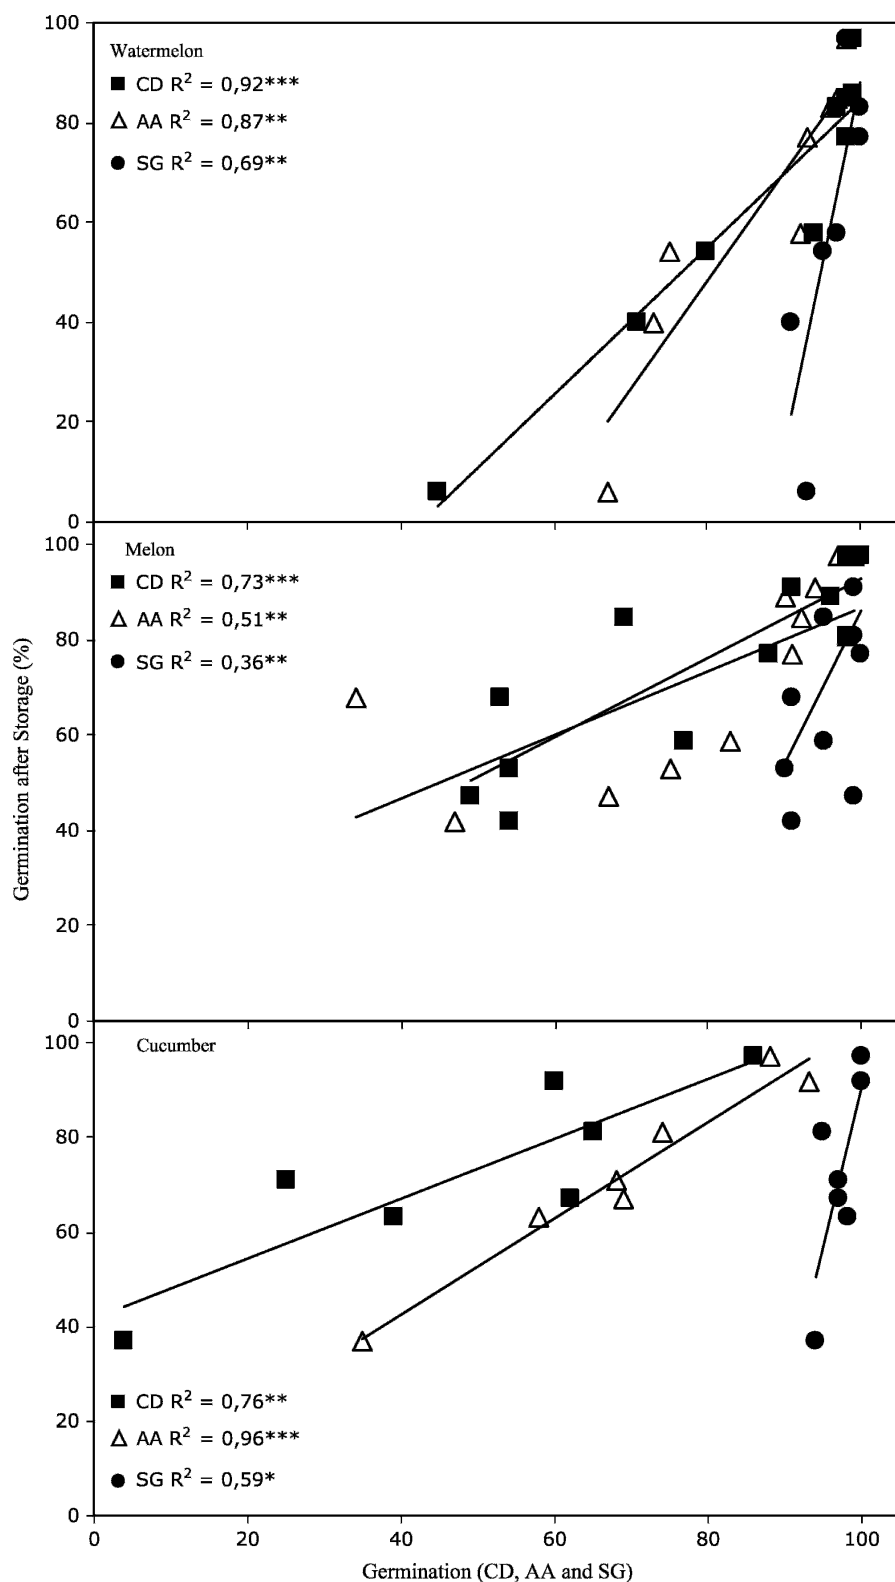 Watermelon
CD R² = 0,92***
AA R² = 0,87**
SG R² = 0,69**
100
80
60
40
20
0
Melon
CD R² = 0,73***
AA R² = 0,51**
SG R² = 0,36**
100
80
60
40
20
0
Germination after Storage (%)
Cucumber
100
80
60
40
20
0
CD R² = 0,76**
AA R² = 0,96***
SG R² = 0,59*
0 40 60 80 100
Germination (CD, AA and SG)